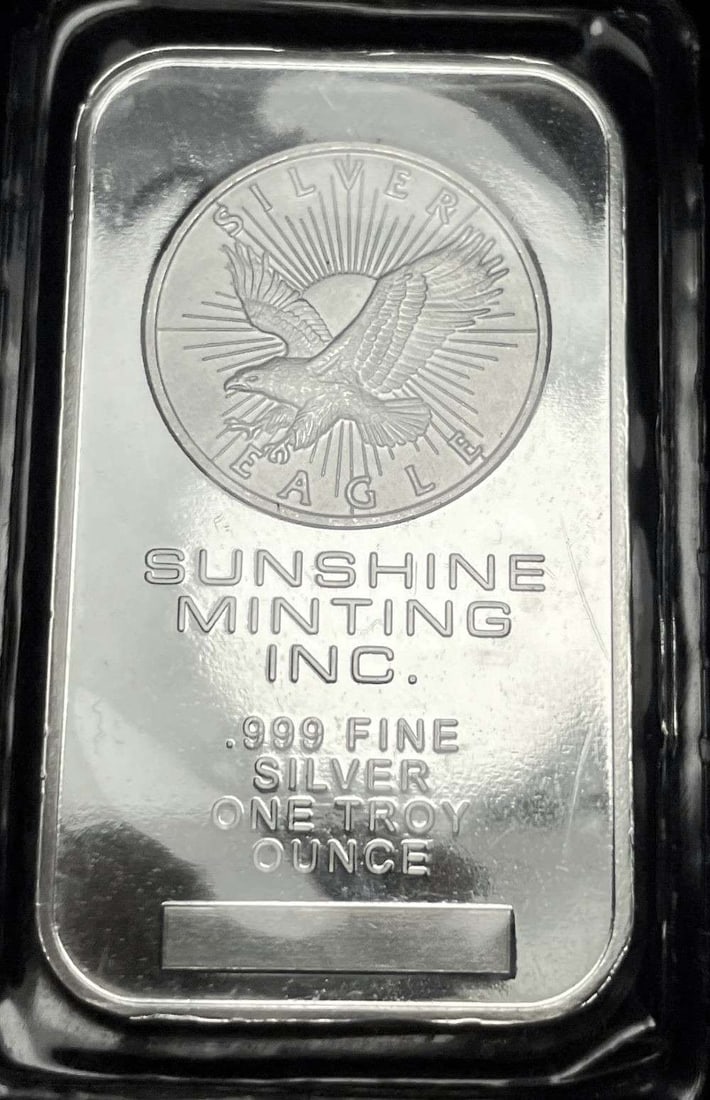 SILVER
EAGLE
SUNSHINE
MINTING
INC.
.999 FINE
SILVER
ONE TROY
OUNCE